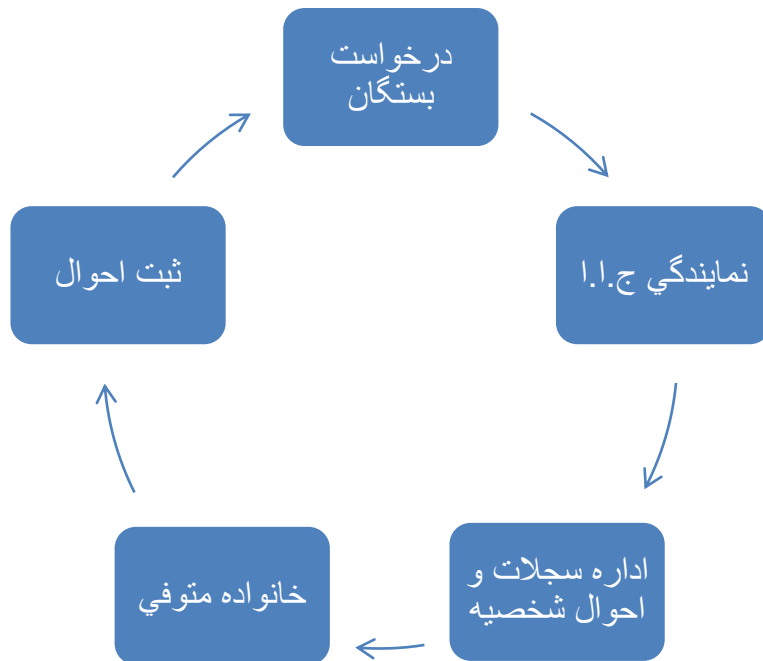 درخواست
بستگان
نمايندگي ج.ا.ا
اداره سجلات و
احوال شخصيه
خانواده متوفي
ثبت احوال